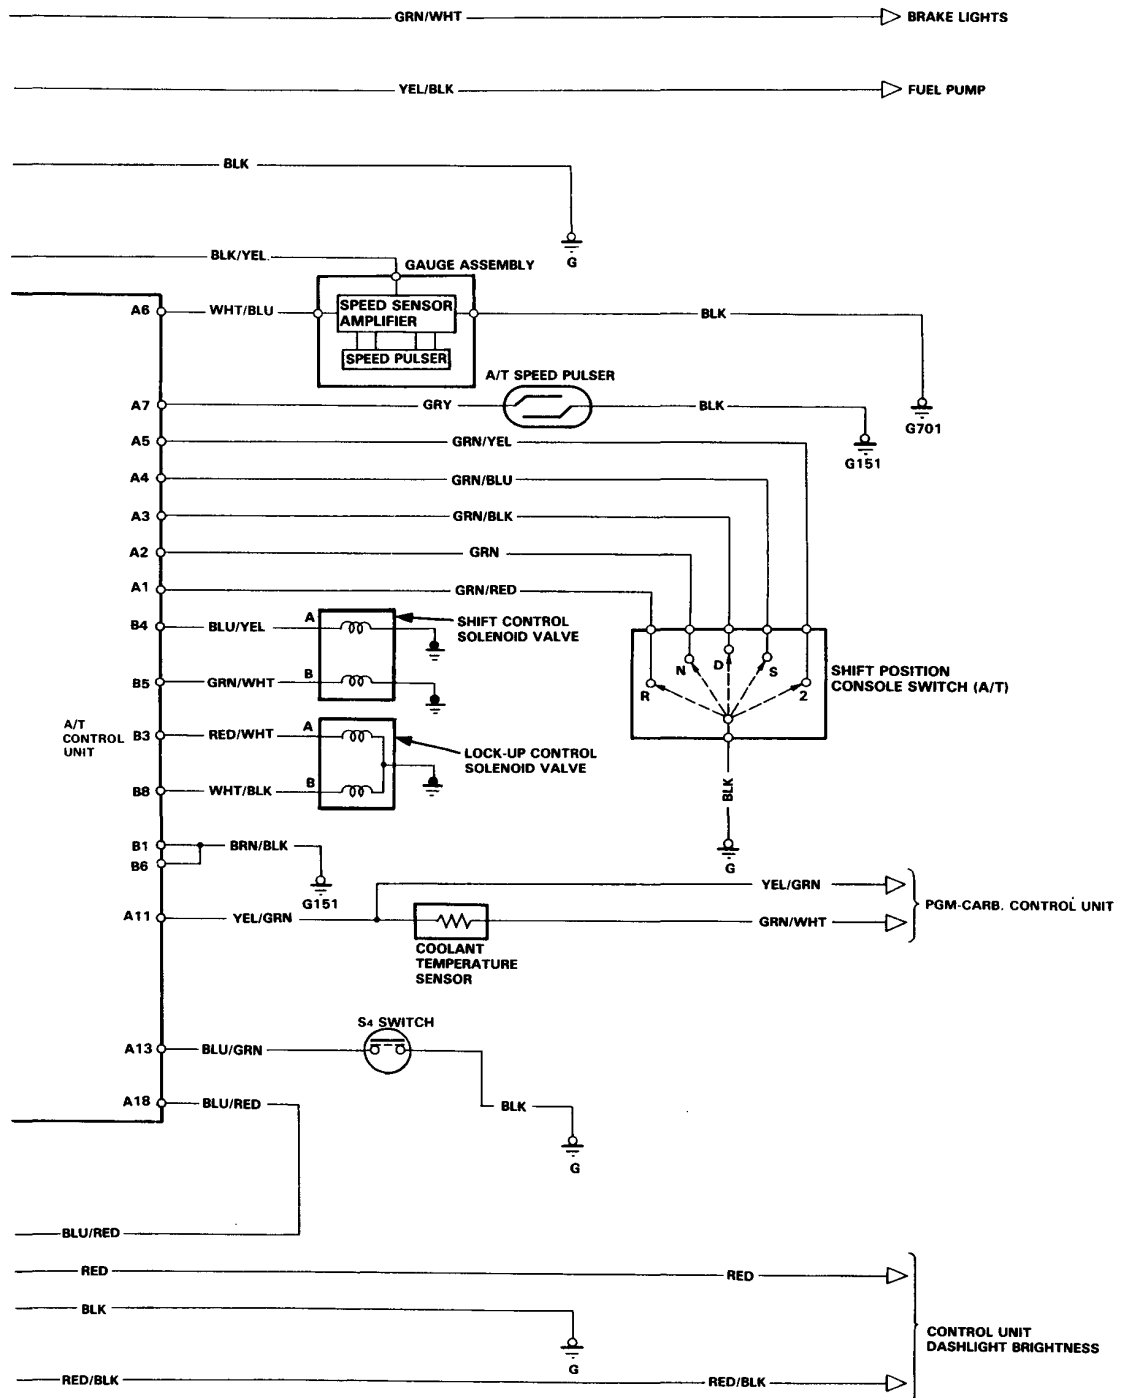 GRN/WHT
BRAKE LIGHTS
YEL/BLK
FUEL PUMP
BLK
G
BLK/YEL
GAUGE ASSEMBLY
A6
WHT/BLU
SPEED SENSOR
AMPLIFIER
BLK
SPEED PULSER
A/T SPEED PULSER
A7
GRY
BLK
G701
A5
GRN/YEL
G151
A4
GRN/BLU
A3
GRN/BLK
A2
GRN
A1
GRN/RED
B4
BLU/YEL
A
SHIFT CONTROL
SOLENOID VALVE
B5
GRN/WHT
B
R
N
D
S
2
SHIFT POSITION
CONSOLE SWITCH (A/T)
A/T
CONTROL
UNIT
B3
RED/WHT
A
LOCK-UP CONTROL
SOLENOID VALVE
B8
WHT/BLK
B
BLK
G
B1
BRN/BLK
B6
G151
YEL/GRN
A11
YEL/GRN
GRN/WHT
PGM-CARB. CONTROL UNIT
COOLANT
TEMPERATURE
SENSOR
S4 SWITCH
A13
BLU/GRN
A18
BLU/RED
BLK
G
BLU/RED
RED
RED
BLK
G
CONTROL UNIT
DASHLIGHT BRIGHTNESS
RED/BLK
RED/BLK